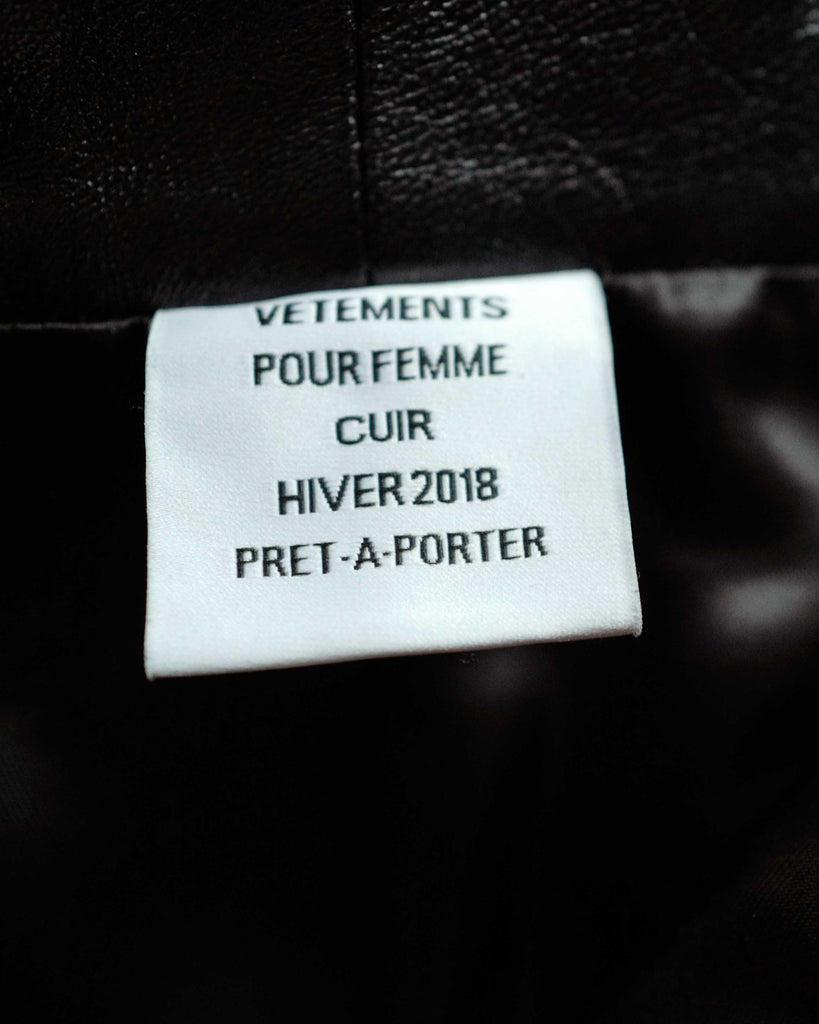 VETEMENTS
POUR FEMME
CUIR
HIVER 2018
PRET-A-PORTER